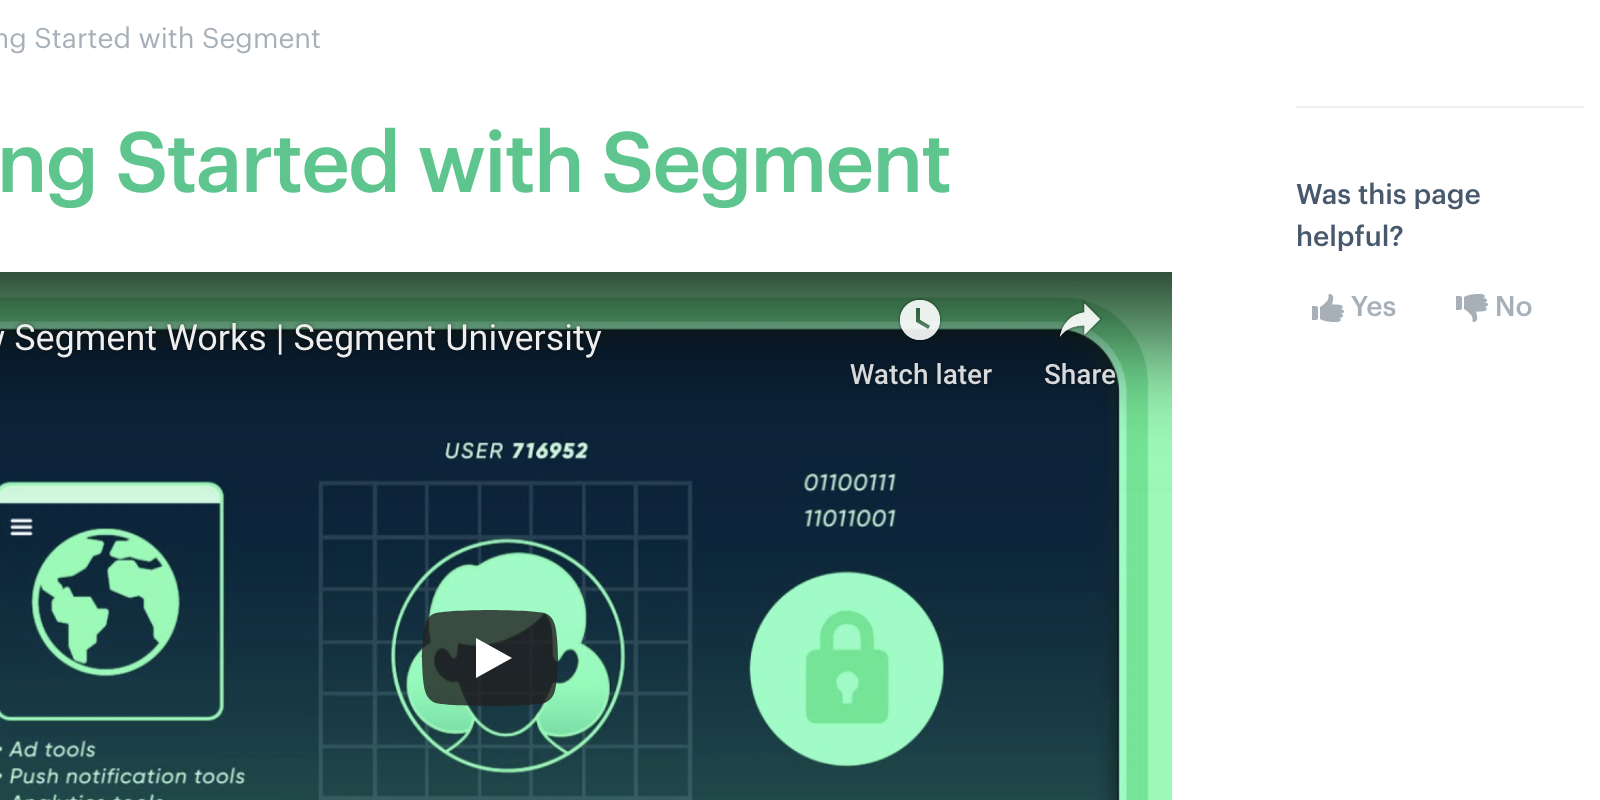 ng Started with Segment
ng Started with Segment
Was this page
helpful?
Yes
No
Segment Works | Segment University
Watch later
Share
USER 716952
01100111
11011001
• Ad tools
• Push notification tools